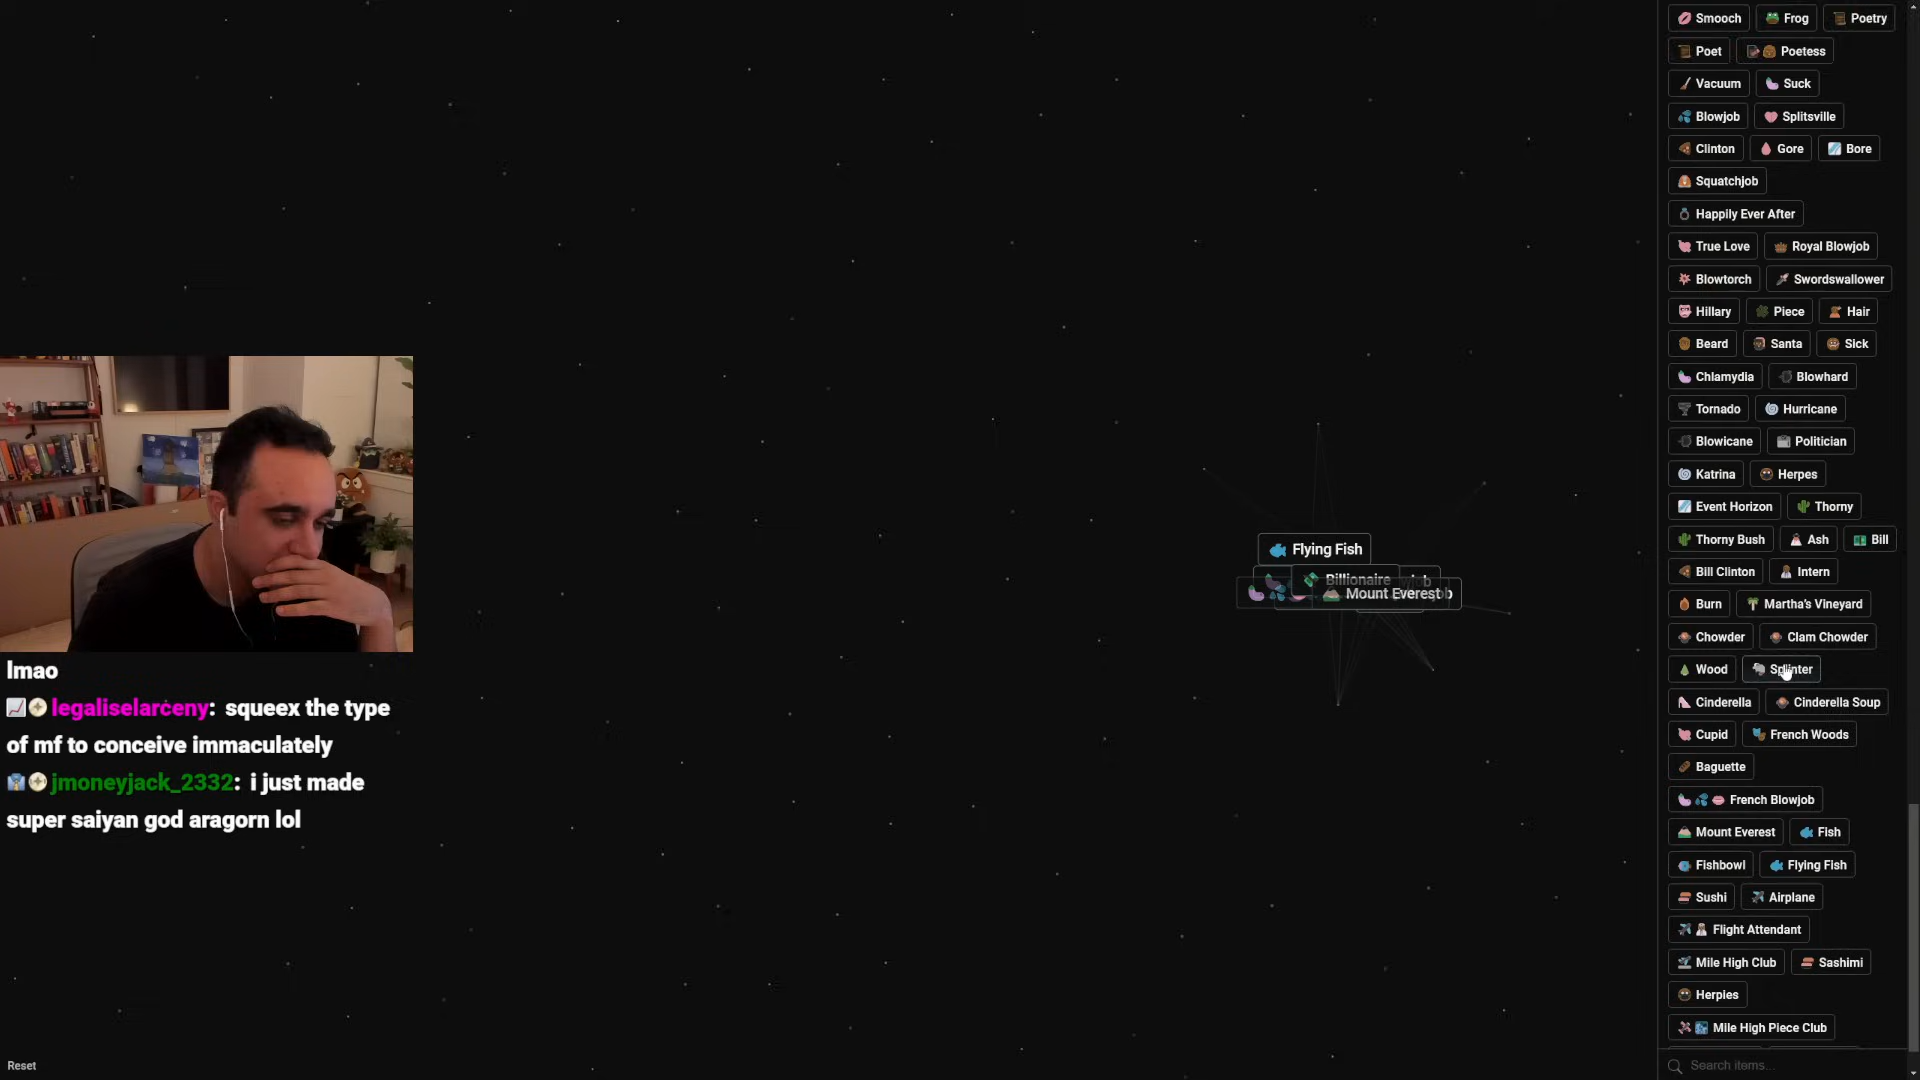 Smooch Frog Poetry
Poet Poetess
Vacuum Suck
Blowjob Splitsville
Clinton Gore Bore
Squatchjob
Happily Ever After
True Love Royal Blowjob
Blowtorch Swordswallower
Hillary Piece Hair
Beard Santa Sick
Chlamydia Blowhard
Tornado Hurricane
Blowicane Politician
Katrina Herpes
Event Horizon Thorny
Thorny Bush Ash Bill
Bill Clinton Intern
Burn Martha's Vineyard
Chowder Clam Chowder
Wood Splinter
Cinderella Cinderella Soup
Cupid French Woods
Baguette
French Blowjob
Mount Everest Fish
Fishbowl Flying Fish
Sushi Airplane
Flight Attendant
Mile High Club Sashimi
Herpies
Mile High Piece Club
Search items...
Flying Fish
Billionaire
Mount Everest
lmao
legaliselarceny: squeex the type
of mf to conceive immaculately
jmoneyjack_2332: i just made
super saiyan god aragorn lol
Reset